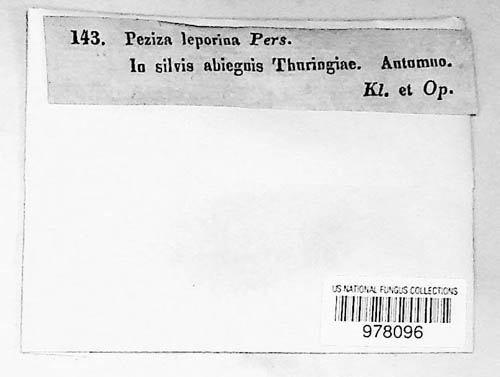 143. Peziza leporina Pers.
In silvis abiegnis Thuringiae. Autumno.
Kl. et Op.
US NATIONAL FUNGUS COLLECTIONS
978096